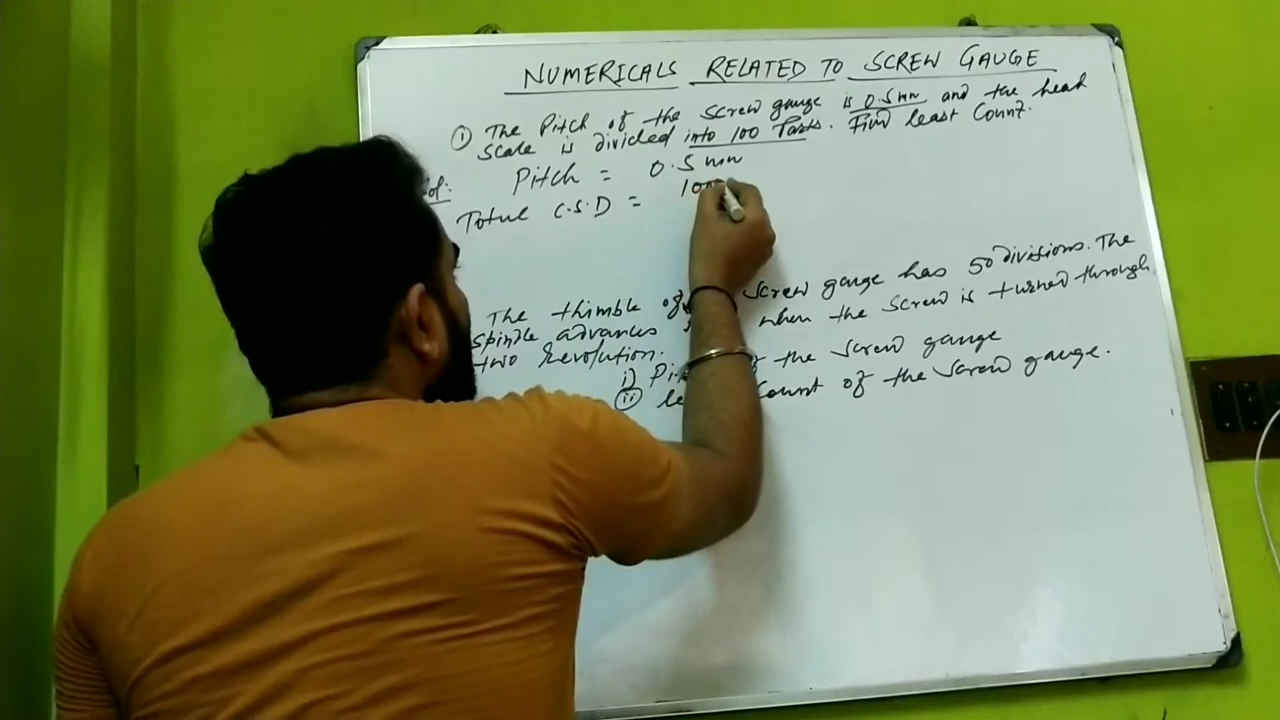 NUMERICALS RELATED TO SCREW GAUGE
① The Pitch of the screw gauge is 0.5mm and the head
scale is divided into 100 Parts. Find least Count.
Pitch = 0.5 mm
Total C.S.D = 100
The thimble of screw gauge has 50 divisions. The
spindle advances when the screw is turned through
two Revolution.
i) the screw gauge
ii) Count of the screw gauge.